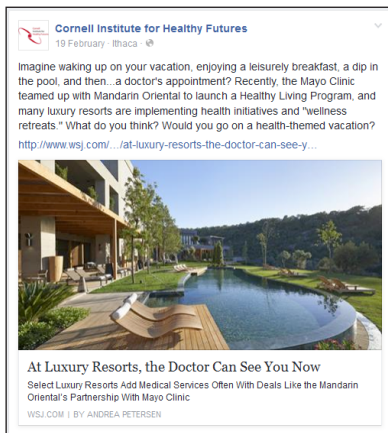 Cornell Institute for Healthy Futures
19 February · Ithaca ·
Imagine waking up on your vacation, enjoying a leisurely breakfast, a dip in
the pool, and then...a doctor's appointment? Recently, the Mayo Clinic
teamed up with Mandarin Oriental to launch a Healthy Living Program, and
many luxury resorts are implementing health initiatives and "wellness
retreats." What do you think? Would you go on a health-themed vacation?
http://www.wsj.com/…/at-luxury-resorts-the-doctor-can-see-y…
At Luxury Resorts, the Doctor Can See You Now
Select Luxury Resorts Add Medical Services Often With Deals Like the Mandarin
Oriental's Partnership With Mayo Clinic
WSJ.COM | BY ANDREA PETERSEN